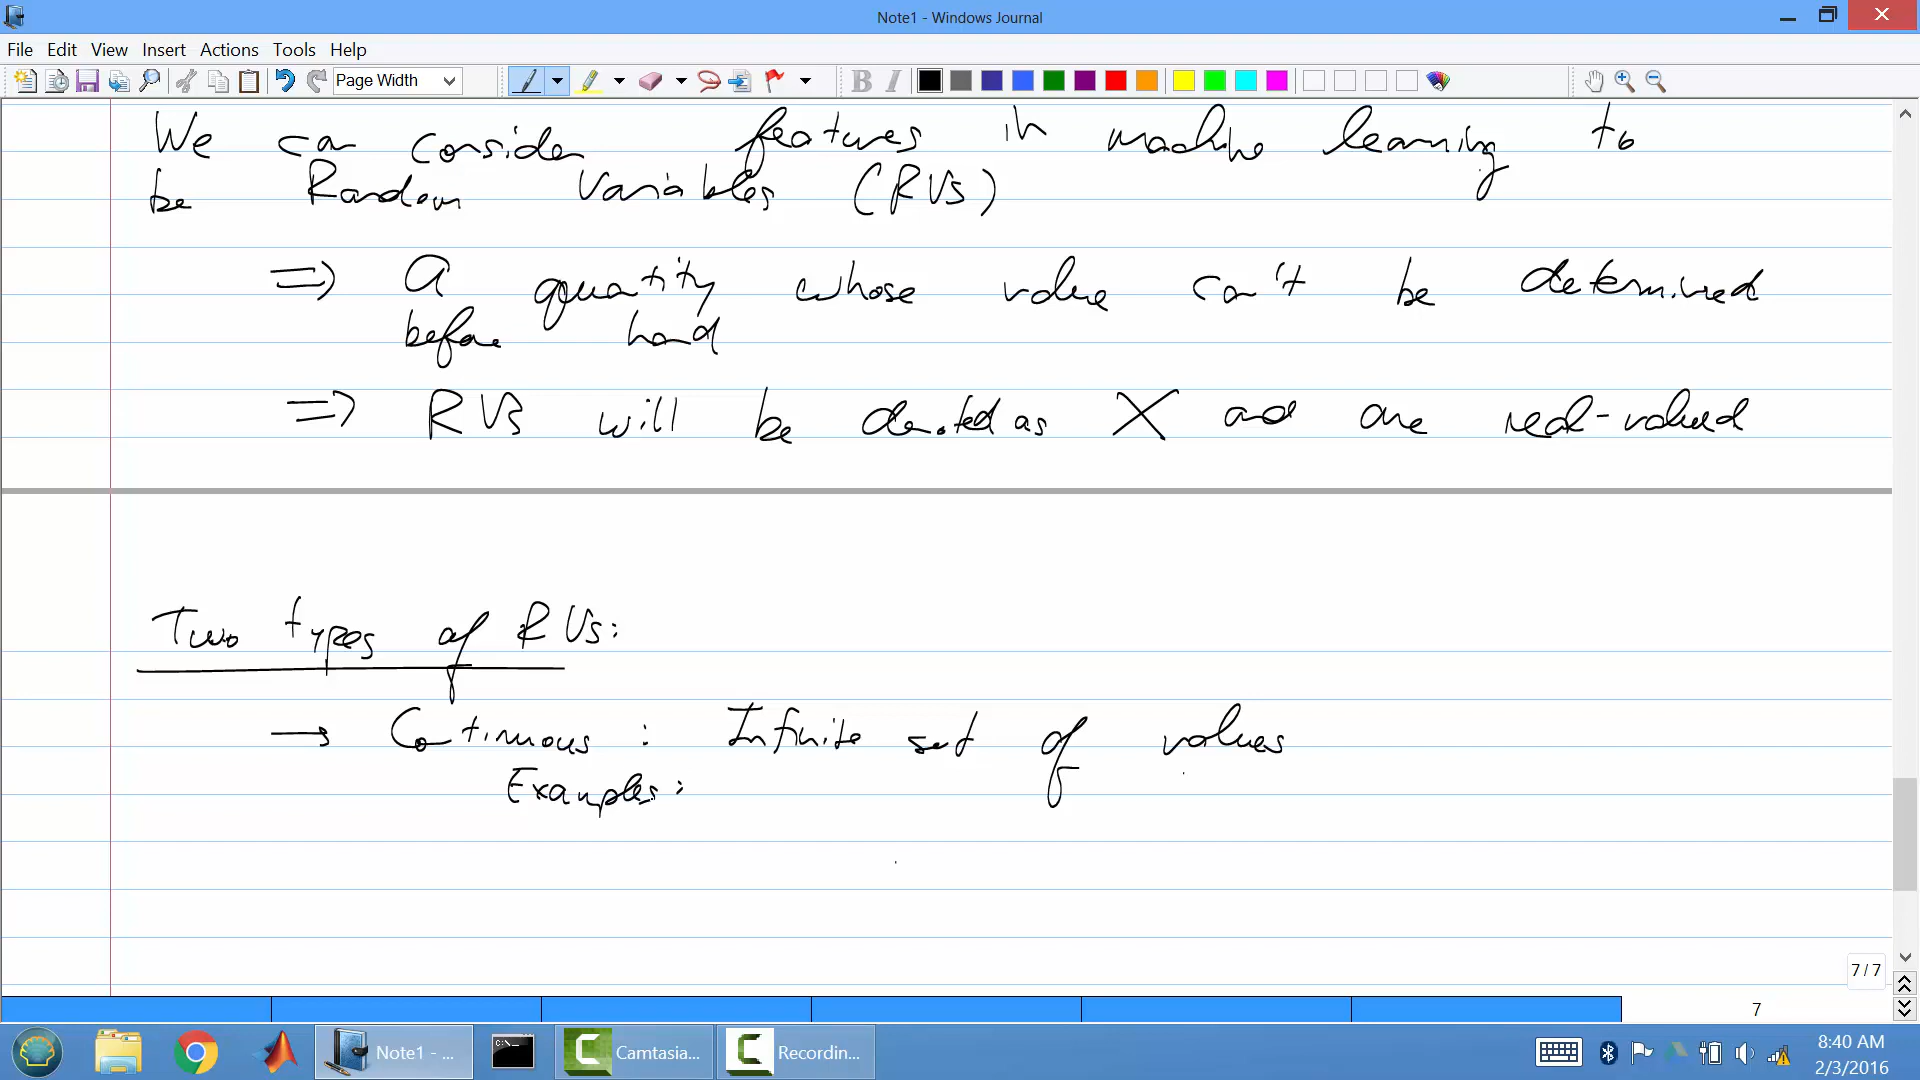 Note1 - Windows Journal
File Edit View Insert Actions Tools Help
Page Width
We can consider features in machine learning to
be Random Variables (RVs)
=> A quantity whose value can't be determined
before hand
=> RVs will be denoted as X and are real-valued
Two types of RVs:
→ Continuous : Infinite set of values
Examples:
7 / 7
7
Note1 - ...
Camtasia...
Recordin...
8:40 AM
2/3/2016